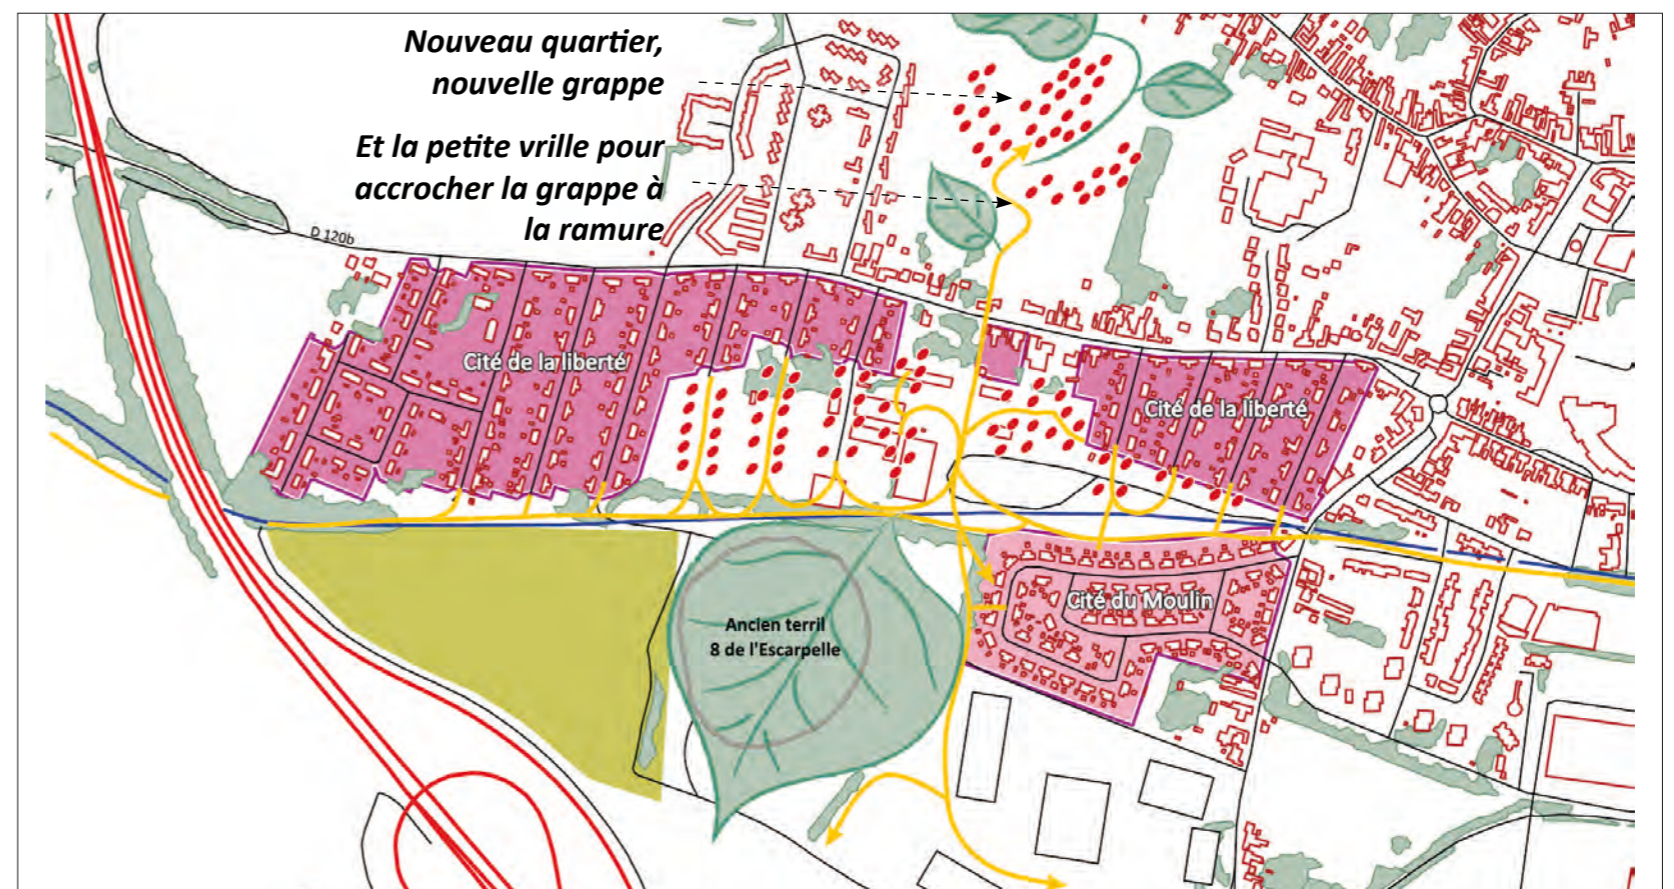 Nouveau quartier,
nouvelle grappe
Et la petite vrille pour
accrocher la grappe à
la ramure
D 120b
Cité de la liberté
Cité de la liberté
Cité du Moulin
Ancien terril
8 de l'Escarpelle